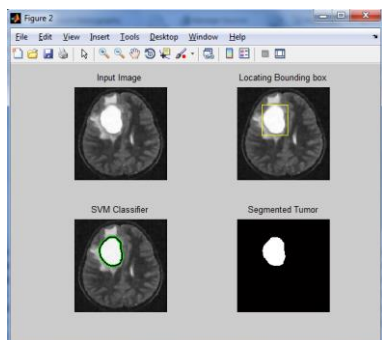 Figure 2
File Edit View Insert Tools Desktop Window Help
Input Image
Locating Bounding box
SVM Classifier
Segmented Tumor